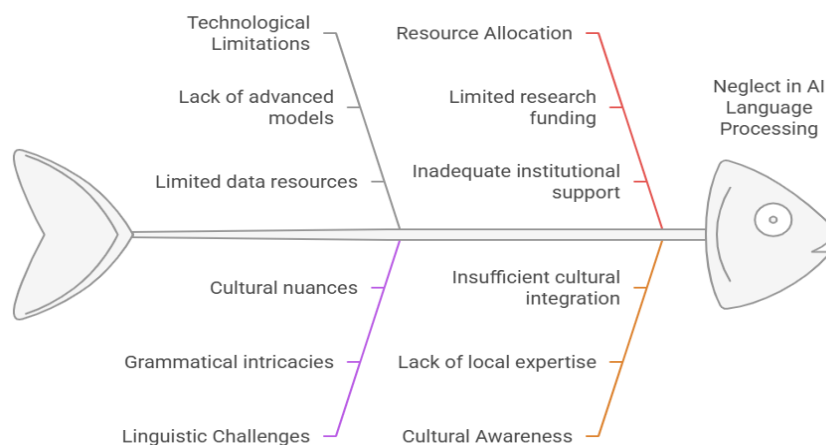 Technological
Limitations
Lack of advanced
models
Limited data resources
Resource Allocation
Limited research
funding
Inadequate institutional
support
Neglect in AI
Language
Processing
Cultural nuances
Grammatical intricacies
Linguistic Challenges
Insufficient cultural
integration
Lack of local expertise
Cultural Awareness